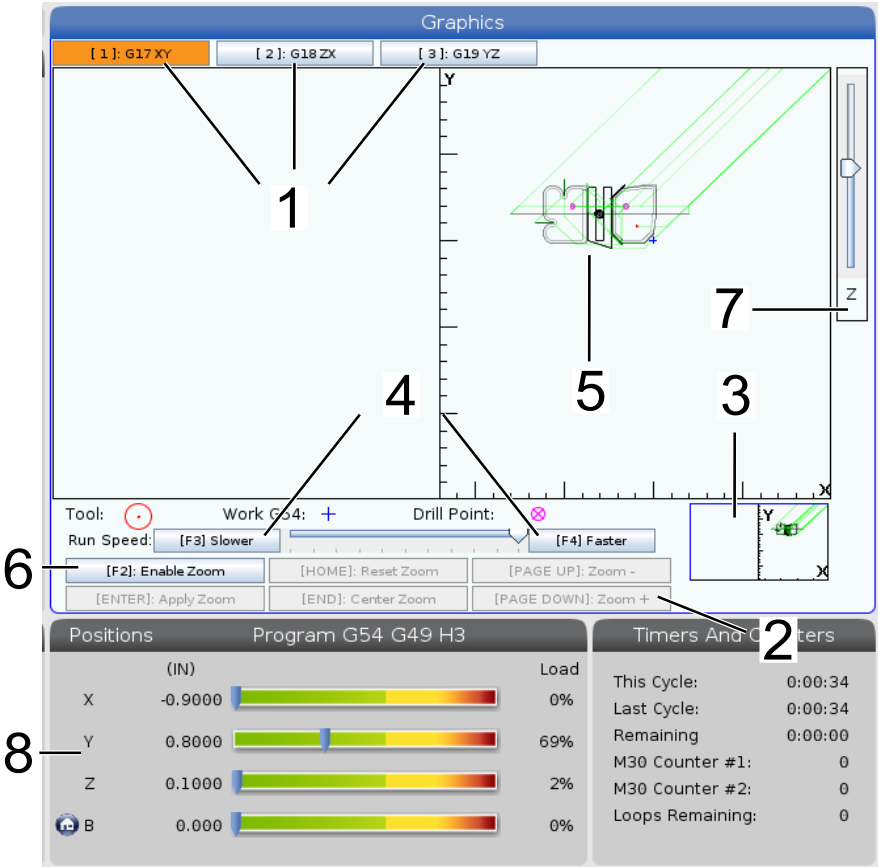 Graphics
[ 1 ]: G17 XY [ 2 ]: G18 ZX [ 3 ]: G19 YZ
Y
1
Z
7
5
4
3
X
Tool: Work G54: Drill Point:
Y
Run Speed: [F3] Slower [F4] Faster
6
[F2]: Enable Zoom [HOME]: Reset Zoom [PAGE UP]: Zoom -
X
[ENTER]: Apply Zoom [END]: Center Zoom [PAGE DOWN]: Zoom +
2
Positions Program G54 G49 H3
(IN) Load
X -0.9000 0%
Y 0.8000 69%
8
Z 0.1000 2%
B 0.000 0%
Timers And
This Cycle: 0:00:34
Last Cycle: 0:00:34
Remaining 0:00:00
M30 Counter #1: 0
M30 Counter #2: 0
Loops Remaining: 0